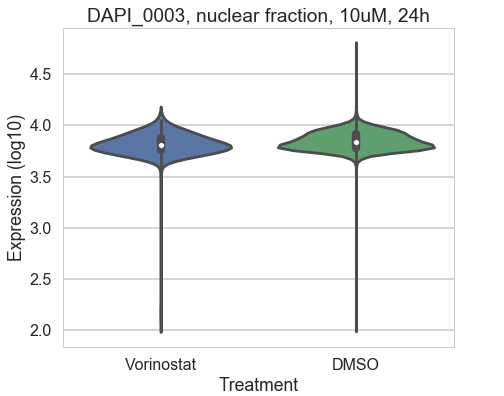 DAPI_0003, nuclear fraction, 10uM, 24h
Expression (log10)
4.5
4.0
3.5
3.0
2.5
2.0
Vorinostat DMSO
Treatment